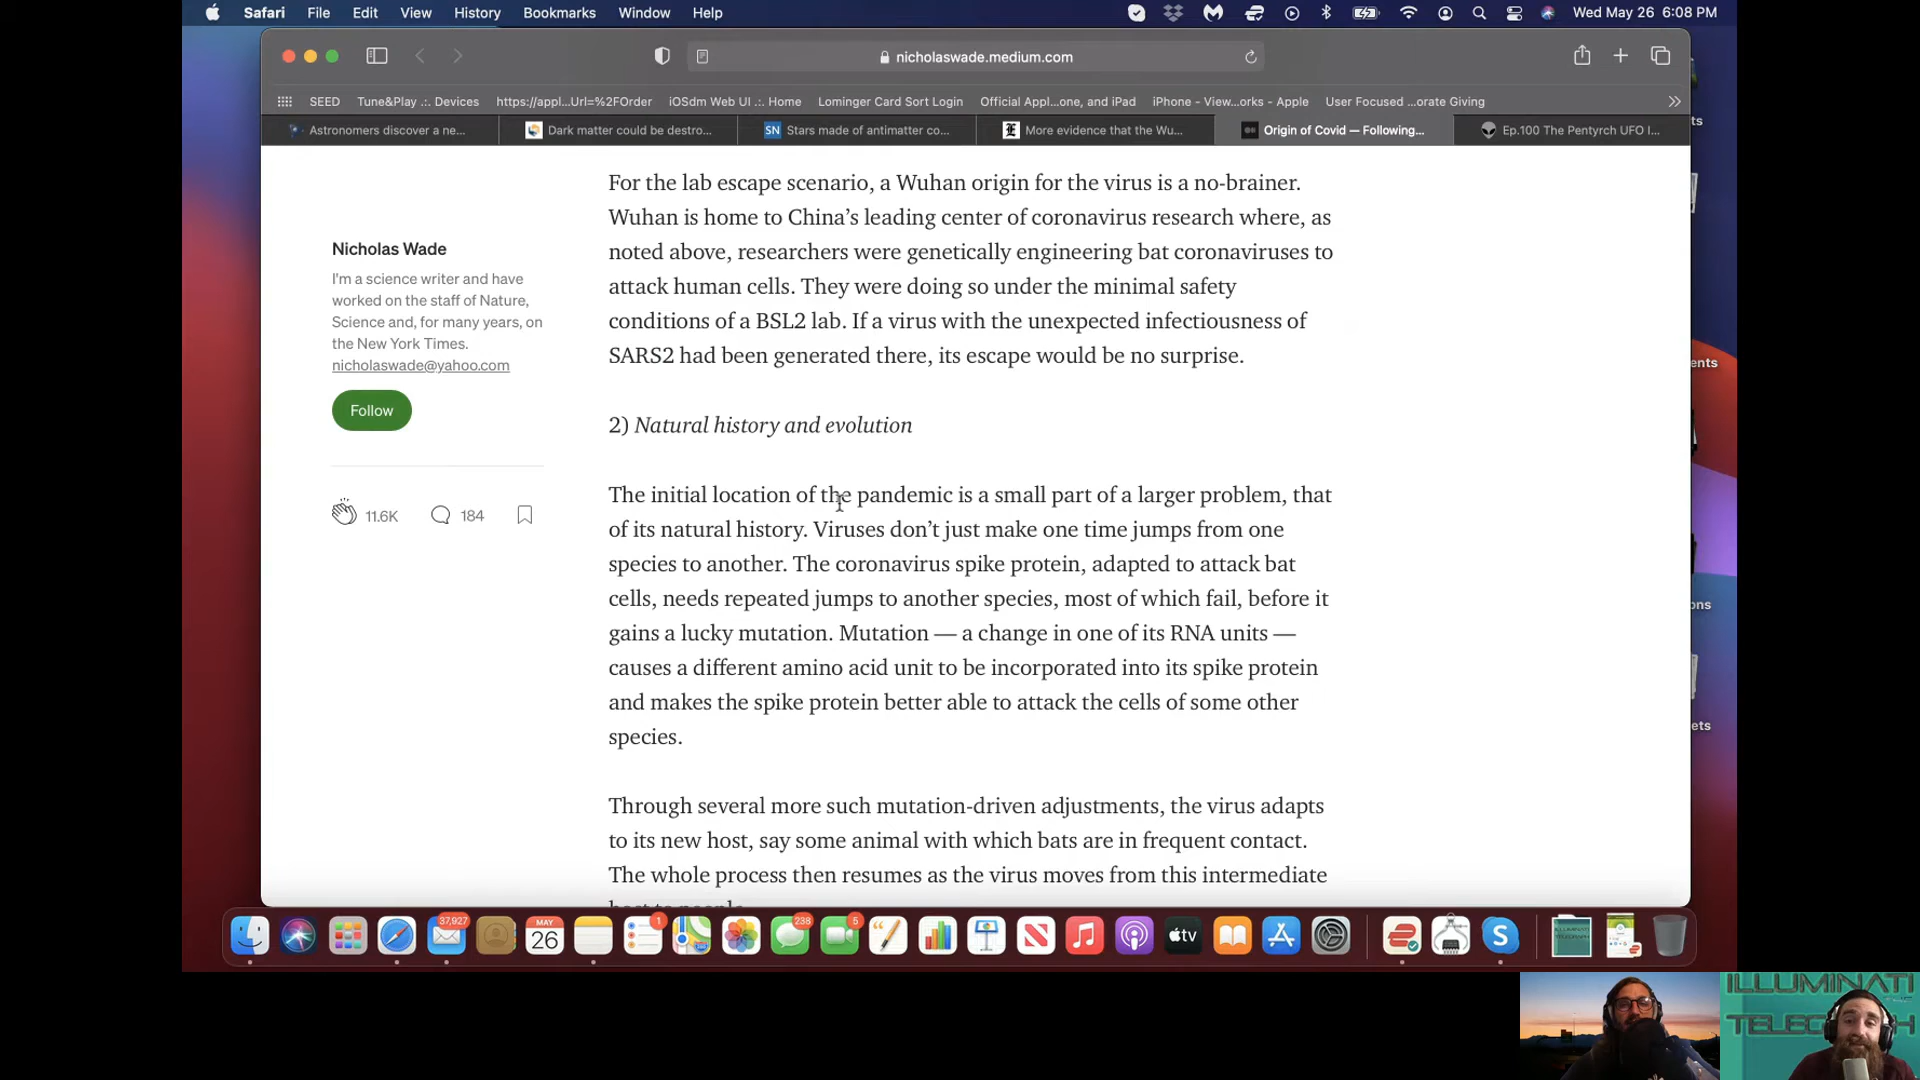 Safari File Edit View History Bookmarks Window Help Wed May 26 6:08 PM
nicholaswade.medium.com
SEED Tune&Play .:. Devices https://appl...Url=%2FOrder iOSdm Web UI .:. Home Lominger Card Sort Login Official Appl...one, and iPad iPhone - View...orks - Apple User Focused ...orate Giving
Astronomers discover a ne... Dark matter could be destro... SN Stars made of antimatter co... More evidence that the Wu... Origin of Covid — Following... Ep.100 The Pentyrch UFO I...
Nicholas Wade
I'm a science writer and have
worked on the staff of Nature,
Science and, for many years, on
the New York Times.
nicholaswade@yahoo.com
Follow
11.6K 184
For the lab escape scenario, a Wuhan origin for the virus is a no-brainer.
Wuhan is home to China’s leading center of coronavirus research where, as
noted above, researchers were genetically engineering bat coronaviruses to
attack human cells. They were doing so under the minimal safety
conditions of a BSL2 lab. If a virus with the unexpected infectiousness of
SARS2 had been generated there, its escape would be no surprise.
2) Natural history and evolution
The initial location of the pandemic is a small part of a larger problem, that
of its natural history. Viruses don’t just make one time jumps from one
species to another. The coronavirus spike protein, adapted to attack bat
cells, needs repeated jumps to another species, most of which fail, before it
gains a lucky mutation. Mutation — a change in one of its RNA units —
causes a different amino acid unit to be incorporated into its spike protein
and makes the spike protein better able to attack the cells of some other
species.
Through several more such mutation-driven adjustments, the virus adapts
to its new host, say some animal with which bats are in frequent contact.
The whole process then resumes as the virus moves from this intermediate
host to people.
37,927
MAY
26
1
238
5
tv
ILLUMINATI